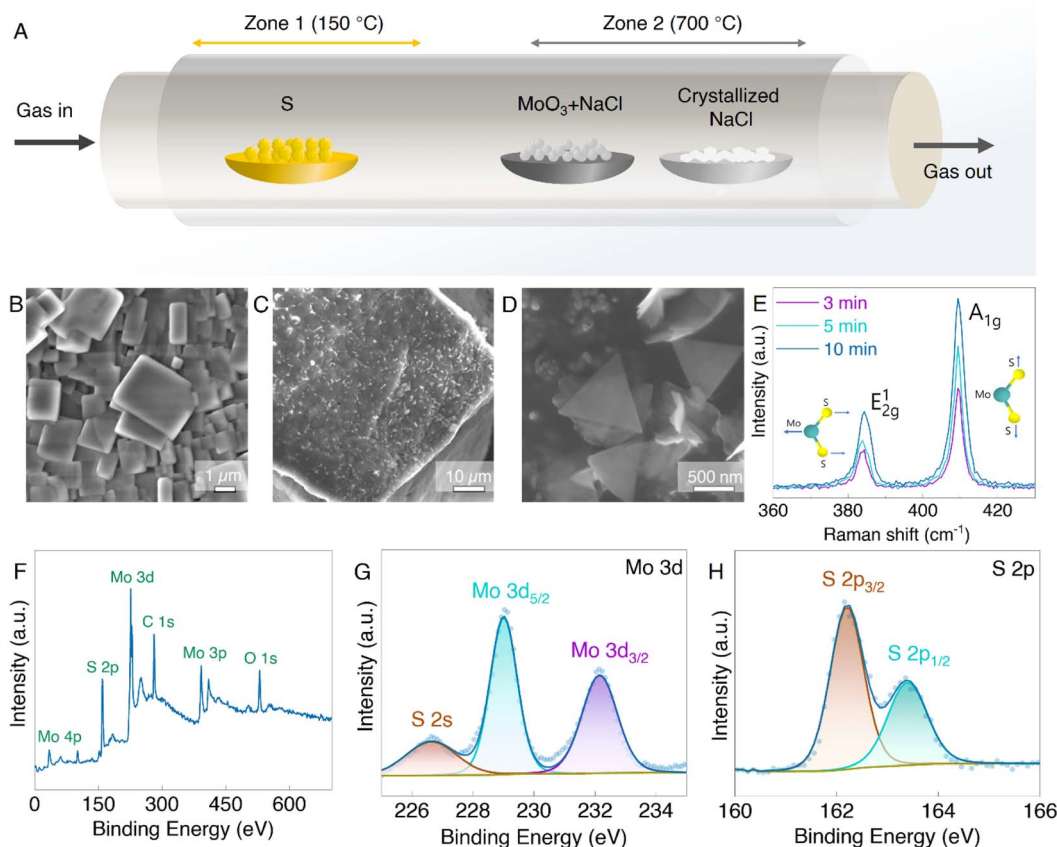 A
Zone 1 (150 °C)
Zone 2 (700 °C)
Gas in
S
MoO₃+NaCl
Crystallized
NaCl
Gas out
B
1 µm
C
10 µm
D
500 nm
E
3 min
5 min
10 min
E¹₂g
A₁g
Mo
S
S
Mo
S
S
Intensity (a.u.)
360
380
400
420
Raman shift (cm⁻¹)
F
Mo 4p
S 2p
Mo 3d
C 1s
Mo 3p
O 1s
Intensity (a.u.)
0
150
300
450
600
Binding Energy (eV)
G
Mo 3d
S 2s
Mo 3d₅/₂
Mo 3d₃/₂
Intensity (a.u.)
226
228
230
232
234
Binding Energy (eV)
H
S 2p
S 2p₃/₂
S 2p₁/₂
Intensity (a.u.)
160
162
164
166
Binding Energy (eV)